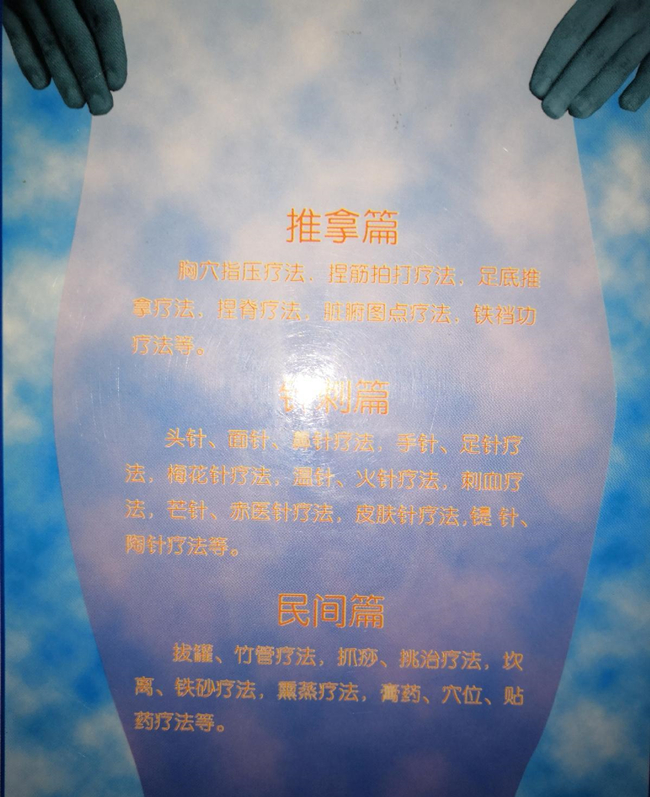 推拿篇
胸穴指压疗法．捏筋拍打疗法，足底推
拿疗法，捏脊疗法，脏腑图点疗法，铁裆功
疗法等。
针刺篇
头针、面针、鼻针疗法，手针、足针疗
法，梅花针疗法，温针、火针疗法，刺血疗
法，芒针、赤医针疗法，皮肤针疗法,鍉针、
陶针疗法等。
民间篇
拔罐、竹管疗法，抓痧、挑治疗法，坎
离、铁砂疗法，熏蒸疗法，膏药、穴位、贴
药疗法等。